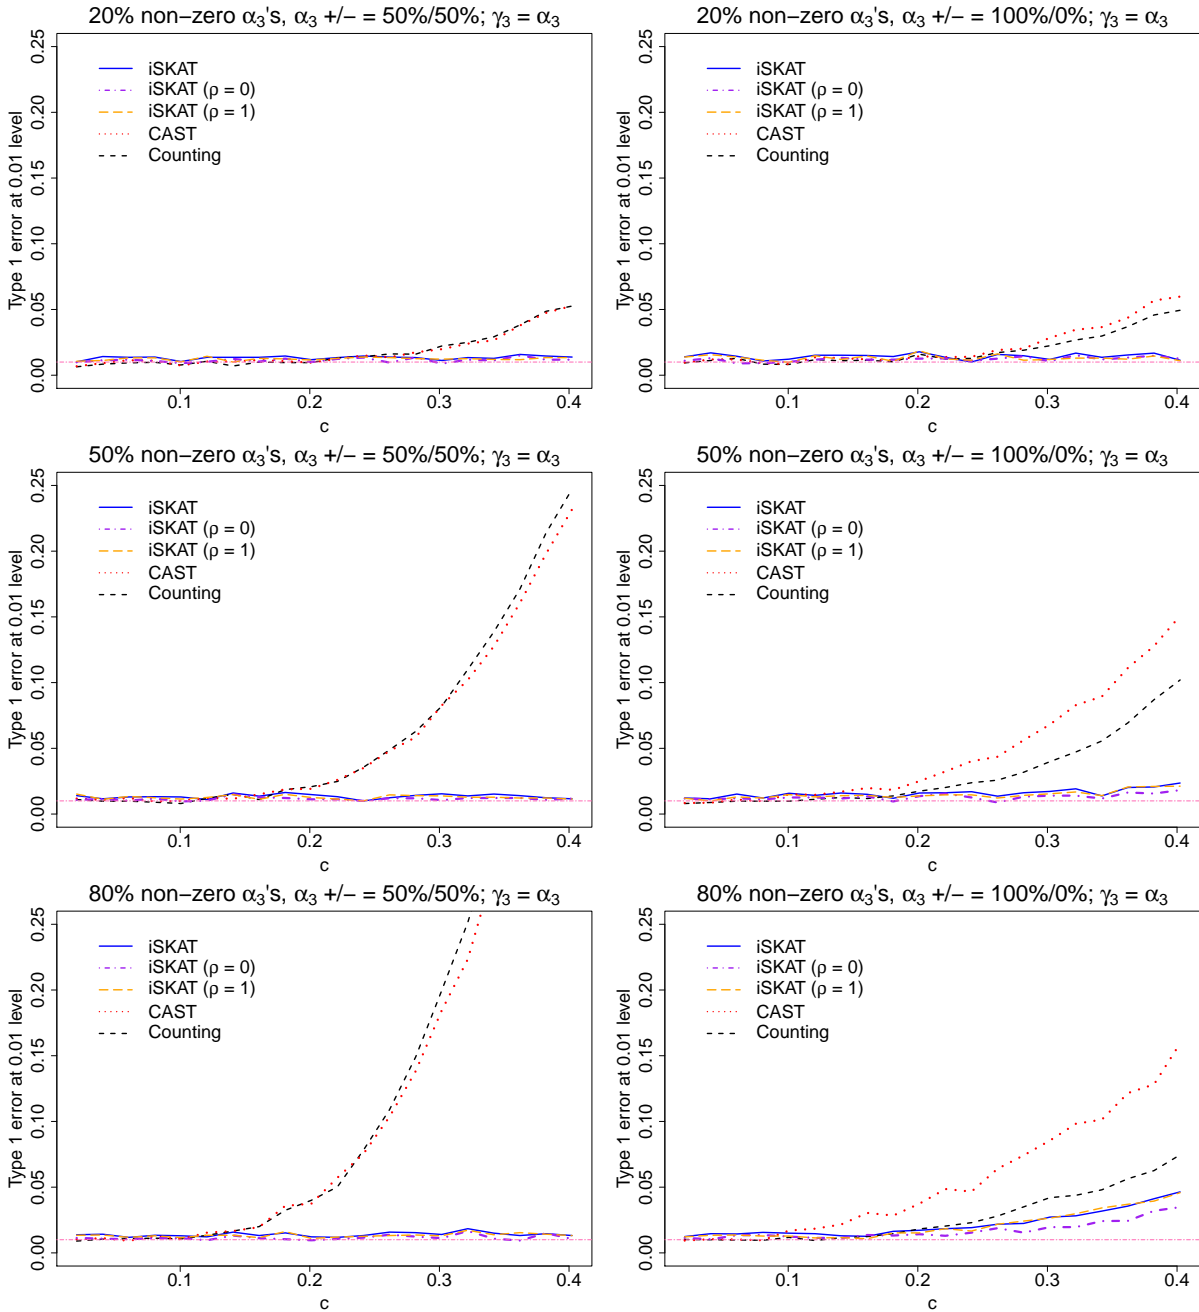 20% non−zero α₃'s, α₃ +/− = 50%/50%; γ₃ = α₃
Type 1 error at 0.01 level
0.25
0.20
0.15
0.10
0.05
0.00
iSKAT
iSKAT (ρ = 0)
iSKAT (ρ = 1)
CAST
Counting
0.1 0.2 0.3 0.4
c
20% non−zero α₃'s, α₃ +/− = 100%/0%; γ₃ = α₃
Type 1 error at 0.01 level
0.25
0.20
0.15
0.10
0.05
0.00
iSKAT
iSKAT (ρ = 0)
iSKAT (ρ = 1)
CAST
Counting
0.1 0.2 0.3 0.4
c
50% non−zero α₃'s, α₃ +/− = 50%/50%; γ₃ = α₃
Type 1 error at 0.01 level
0.25
0.20
0.15
0.10
0.05
0.00
iSKAT
iSKAT (ρ = 0)
iSKAT (ρ = 1)
CAST
Counting
0.1 0.2 0.3 0.4
c
50% non−zero α₃'s, α₃ +/− = 100%/0%; γ₃ = α₃
Type 1 error at 0.01 level
0.25
0.20
0.15
0.10
0.05
0.00
iSKAT
iSKAT (ρ = 0)
iSKAT (ρ = 1)
CAST
Counting
0.1 0.2 0.3 0.4
c
80% non−zero α₃'s, α₃ +/− = 50%/50%; γ₃ = α₃
Type 1 error at 0.01 level
0.25
0.20
0.15
0.10
0.05
0.00
iSKAT
iSKAT (ρ = 0)
iSKAT (ρ = 1)
CAST
Counting
0.1 0.2 0.3 0.4
c
80% non−zero α₃'s, α₃ +/− = 100%/0%; γ₃ = α₃
Type 1 error at 0.01 level
0.25
0.20
0.15
0.10
0.05
0.00
iSKAT
iSKAT (ρ = 0)
iSKAT (ρ = 1)
CAST
Counting
0.1 0.2 0.3 0.4
c